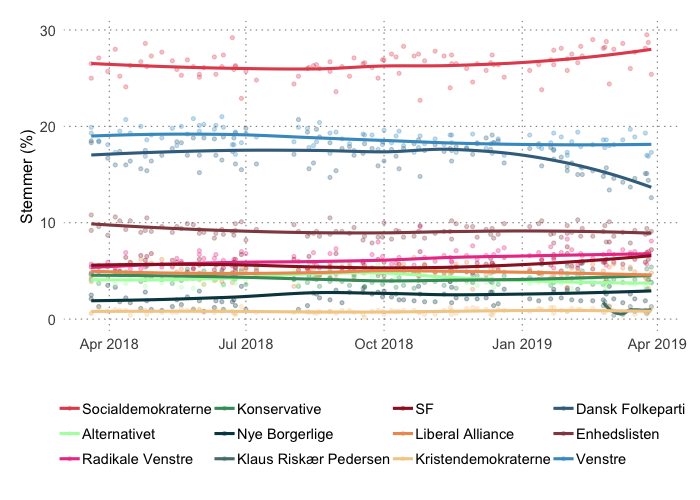 30
20
10
0
Stemmer (%)
Apr 2018 Jul 2018 Oct 2018 Jan 2019 Apr 2019
Socialdemokraterne Konservative SF Dansk Folkeparti
Alternativet Nye Borgerlige Liberal Alliance Enhedslisten
Radikale Venstre Klaus Riskær Pedersen Kristendemokraterne Venstre